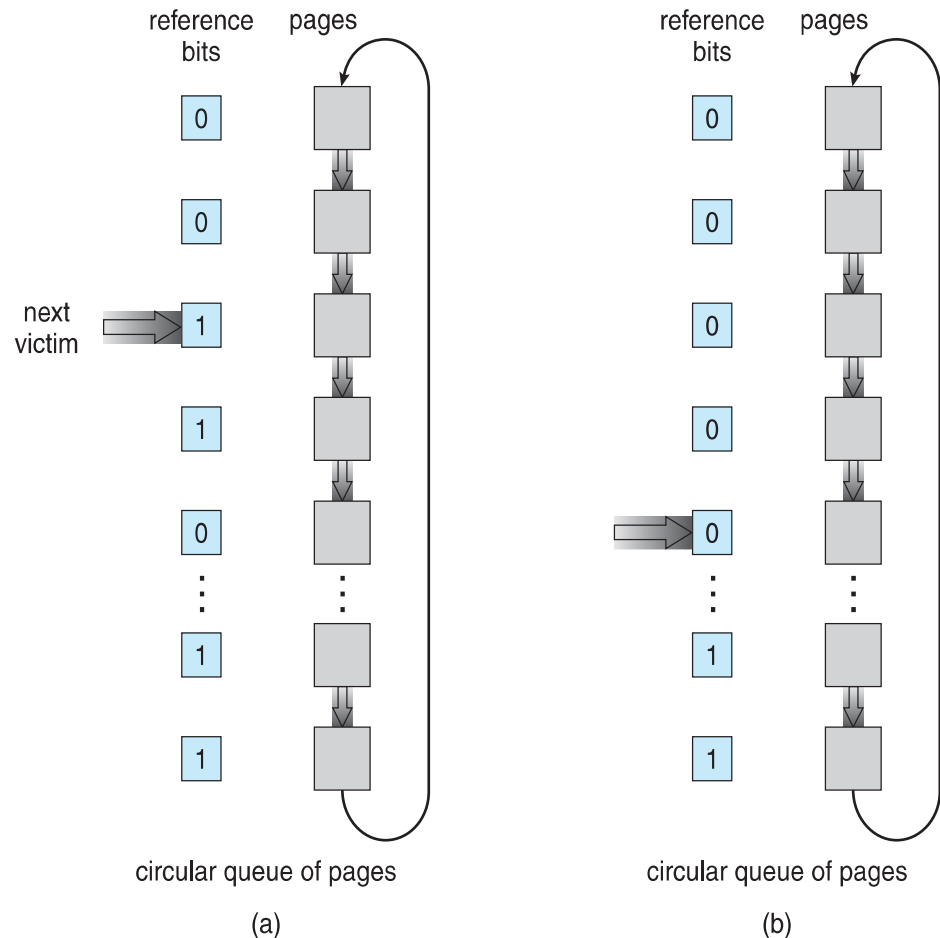 reference bits
pages
0
0
next victim
1
1
0
1
1
circular queue of pages
(a)
reference bits
pages
0
0
0
0
0
1
1
circular queue of pages
(b)